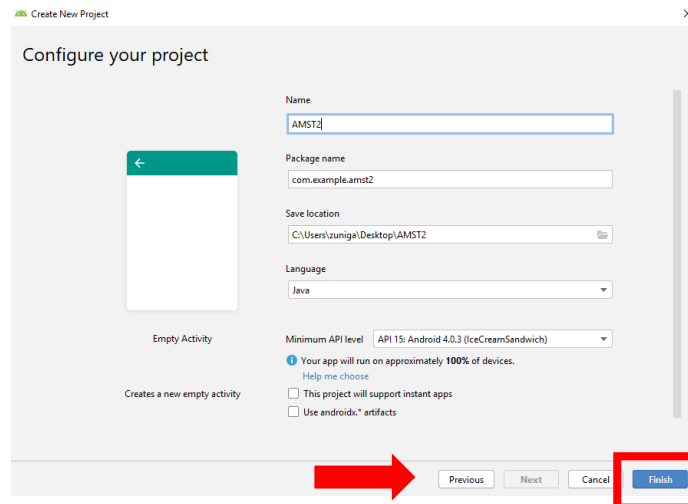 Create New Project
Configure your project
Name
AMST2
Package name
com.example.amst2
Save location
C:\Users\zuniga\Desktop\AMST2
Language
Java
Empty Activity
Minimum API level API 15: Android 4.0.3 (IceCreamSandwich)
Your app will run on approximately 100% of devices.
Help me choose
Creates a new empty activity
This project will support instant apps
Use androidx.* artifacts
Previous Next Cancel Finish